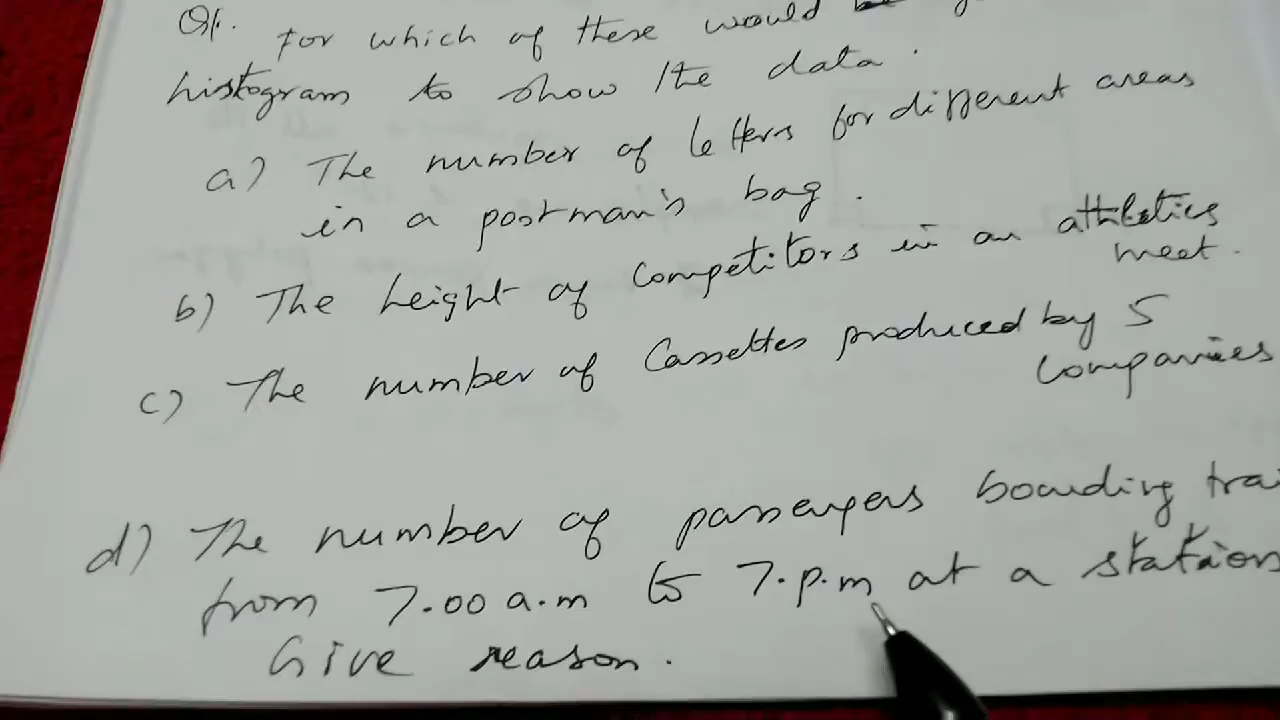 Q1. For which of these would
histogram to show the data.
a) The number of letters for different areas
in a postman's bag.
b) The height of Competitors in an athletics
meet.
c) The number of Cassettes produced by 5
Companies
d) The number of passengers boarding trai
from 7.00 a.m to 7.p.m at a station
Give reason.